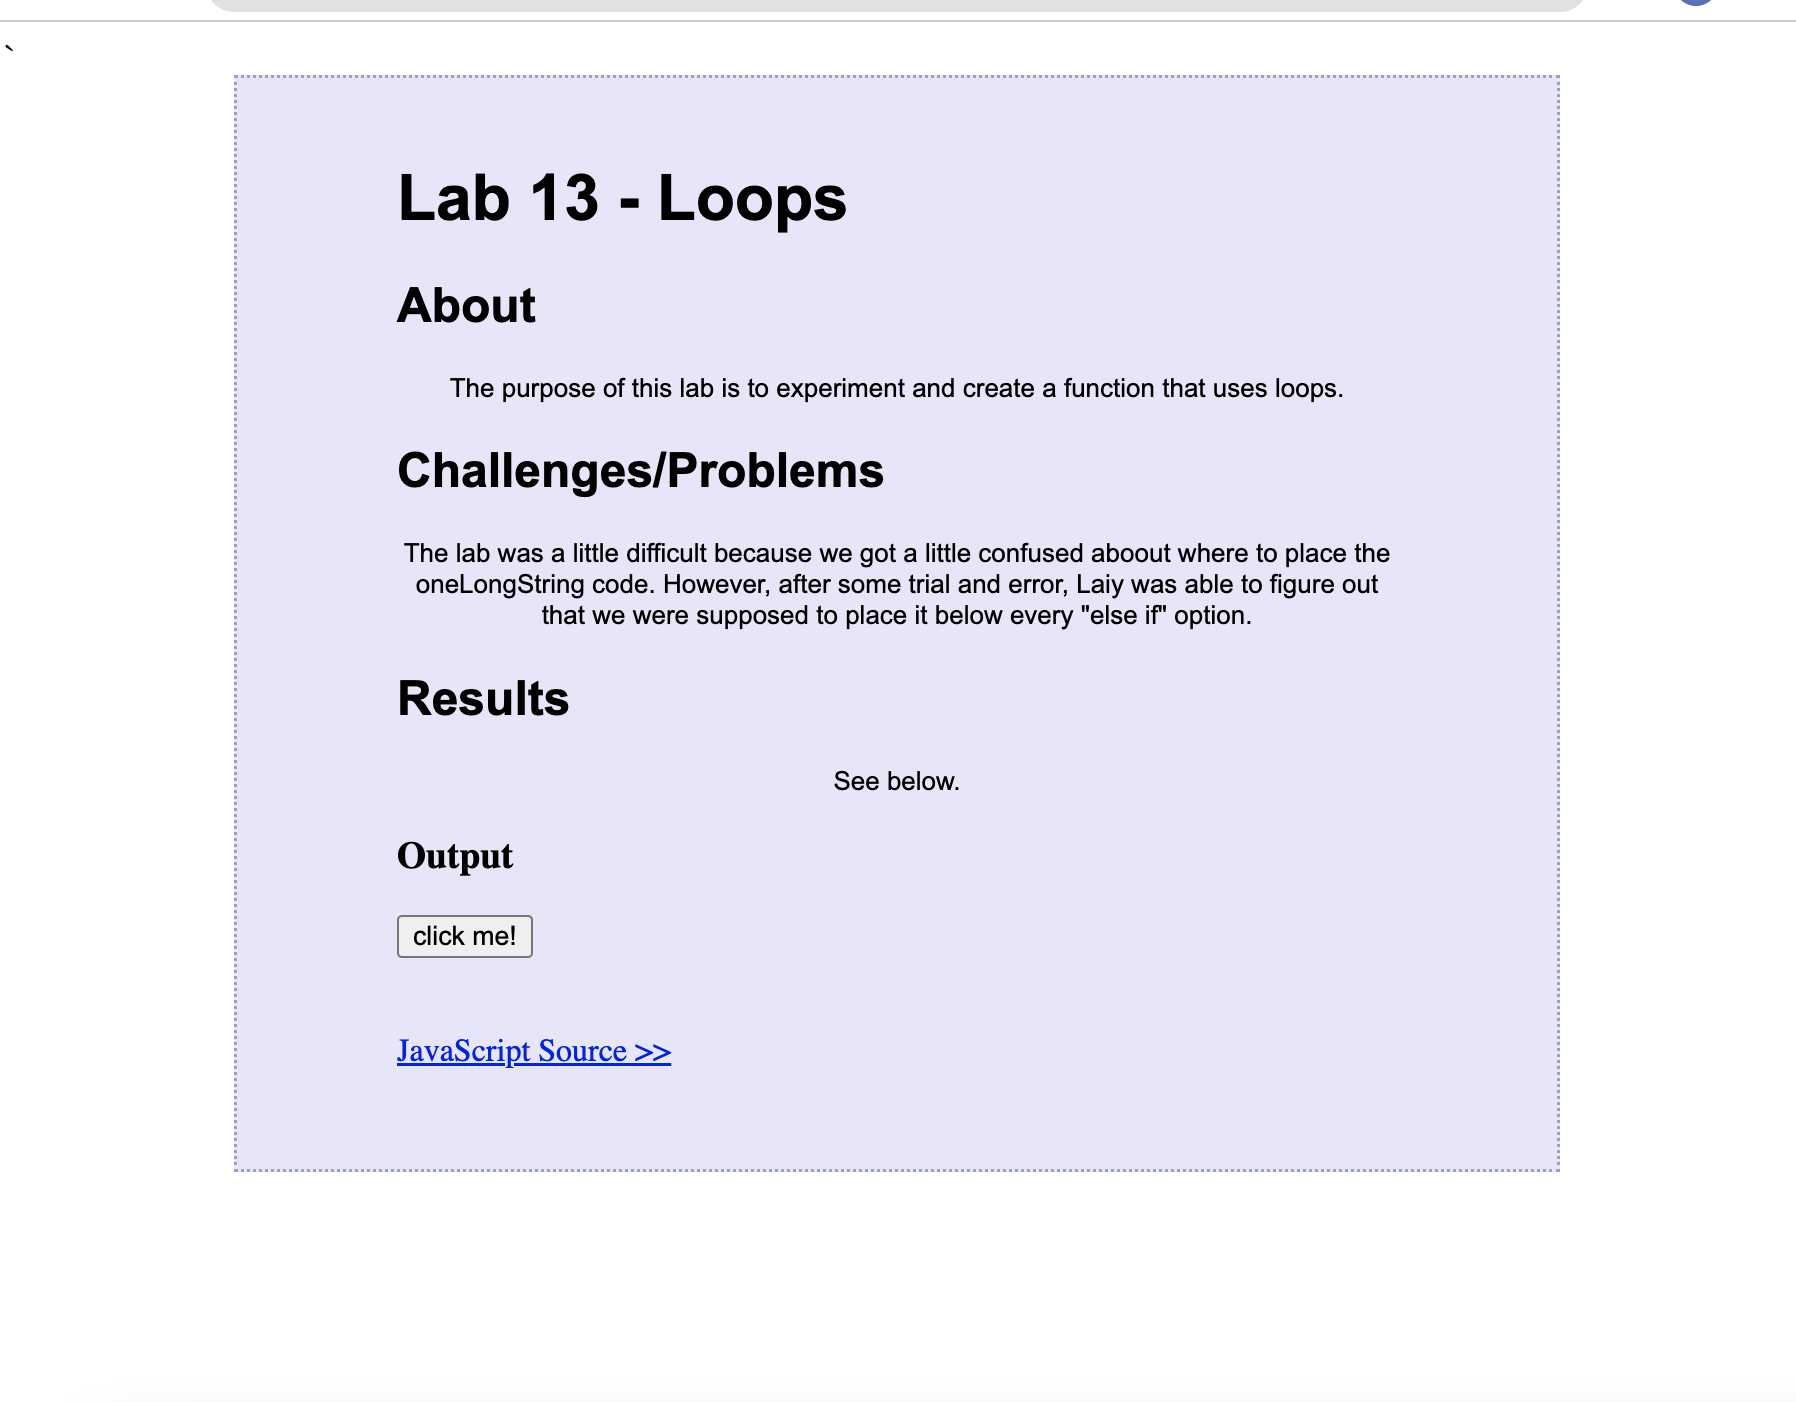 `
Lab 13 - Loops
About
The purpose of this lab is to experiment and create a function that uses loops.
Challenges/Problems
The lab was a little difficult because we got a little confused aboout where to place the
oneLongString code. However, after some trial and error, Laiy was able to figure out
that we were supposed to place it below every "else if" option.
Results
See below.
Output
click me!
JavaScript Source >>